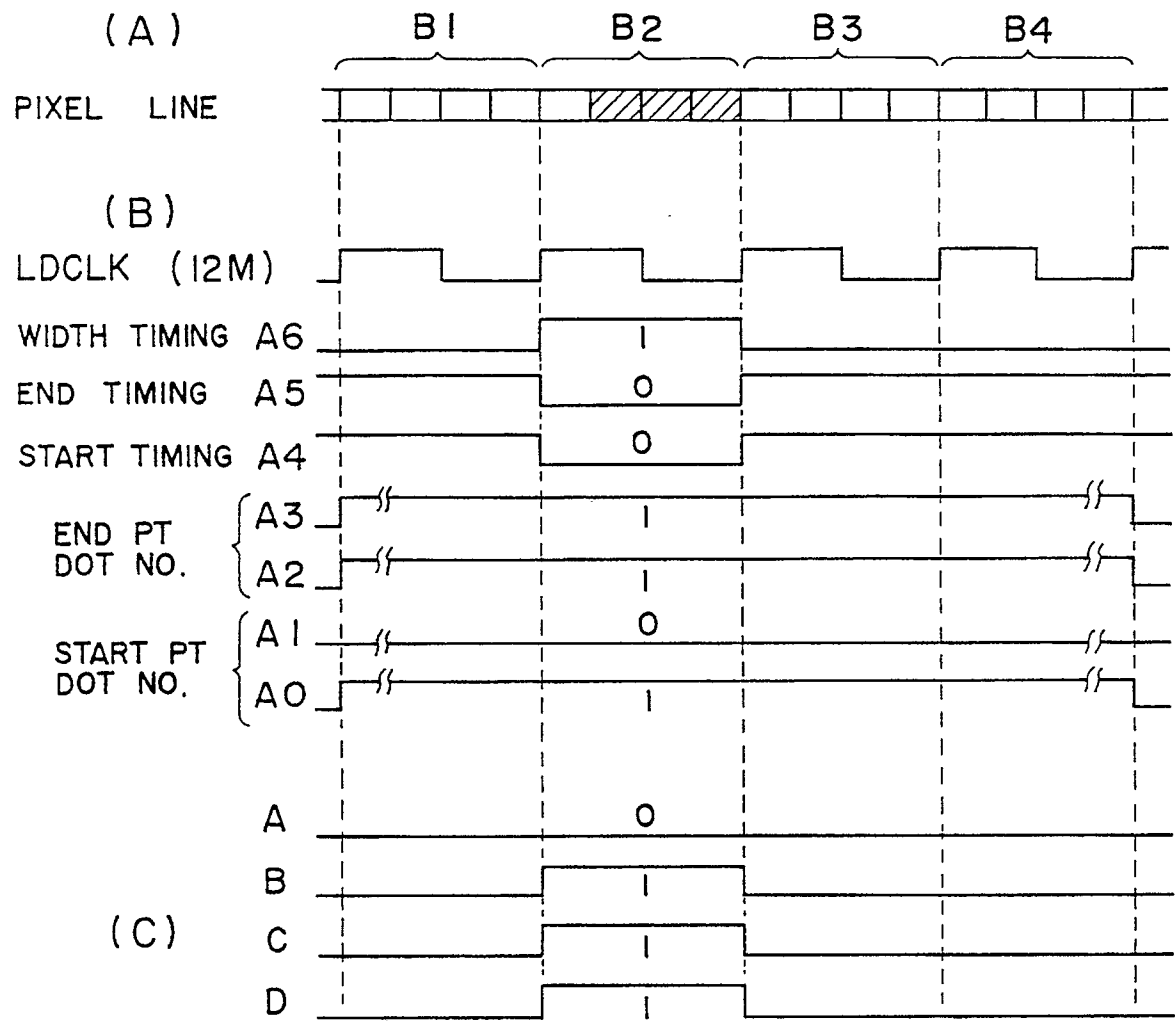 (A) B1 B2 B3 B4
PIXEL LINE
(B)
LDCLK (12M)
WIDTH TIMING A6 1
END TIMING A5 0
START TIMING A4 0
END PT DOT NO.
A3 1
A2 1
START PT DOT NO.
A1 0
A0 1
A 0
B 1
(C)
C 1
D 1